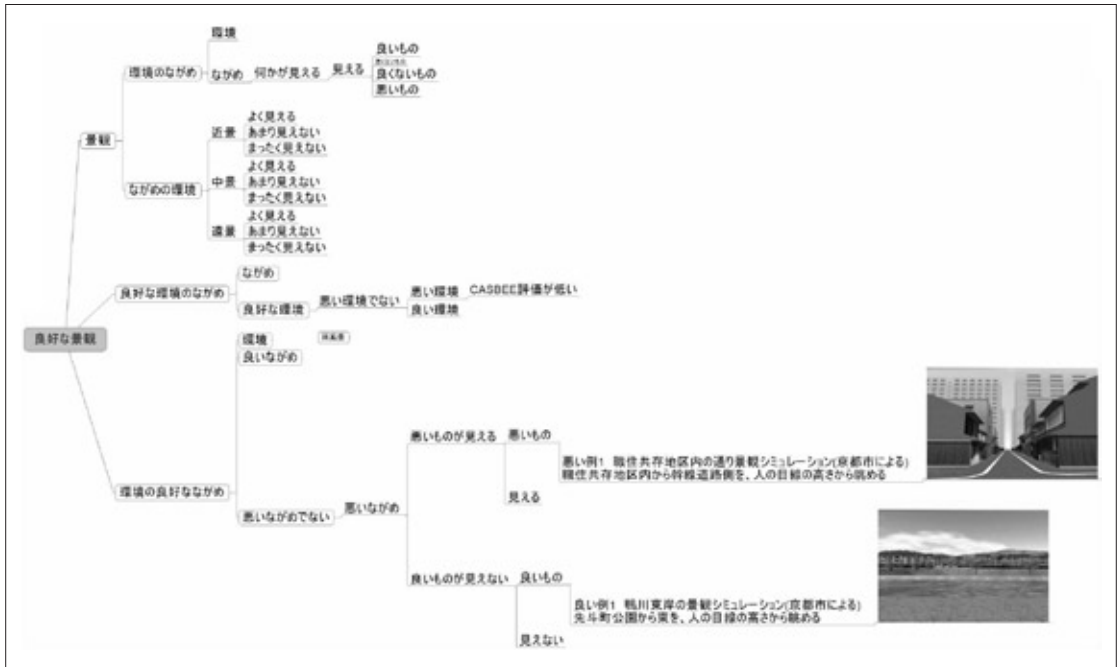 良好な景観
景観
環境のながめ
環境
ながめ
何かが見える
見える
良いもの
良くないもの
悪いもの
ながめの環境
近景
よく見える
あまり見えない
まったく見えない
中景
よく見える
あまり見えない
まったく見えない
遠景
よく見える
あまり見えない
まったく見えない
良好な環境のながめ
ながめ
良好な環境
悪い環境でない
悪い環境
CASBEE評価が低い
良い環境
環境の良好なながめ
環境
良いながめ
悪いながめでない
悪いながめ
悪いものが見える
悪いもの
悪い例1 職住共存地区内の通り景観シミュレーション(京都市による)
職住共存地区内から幹線道路側を、人の目線の高さから眺める
見える
良いものが見えない
良いもの
良い例1 鴨川東岸の景観シミュレーション(京都市による)
先斗町公園から東を、人の目線の高さから眺める
見えない